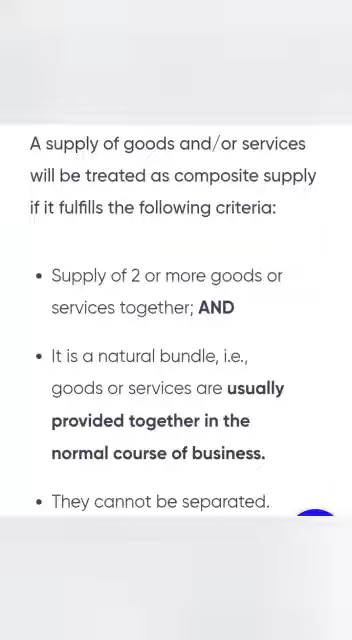 A supply of goods and/or services
will be treated as composite supply
if it fulfills the following criteria:
• Supply of 2 or more goods or
services together; AND
• It is a natural bundle, i.e.,
goods or services are usually
provided together in the
normal course of business.
• They cannot be separated.